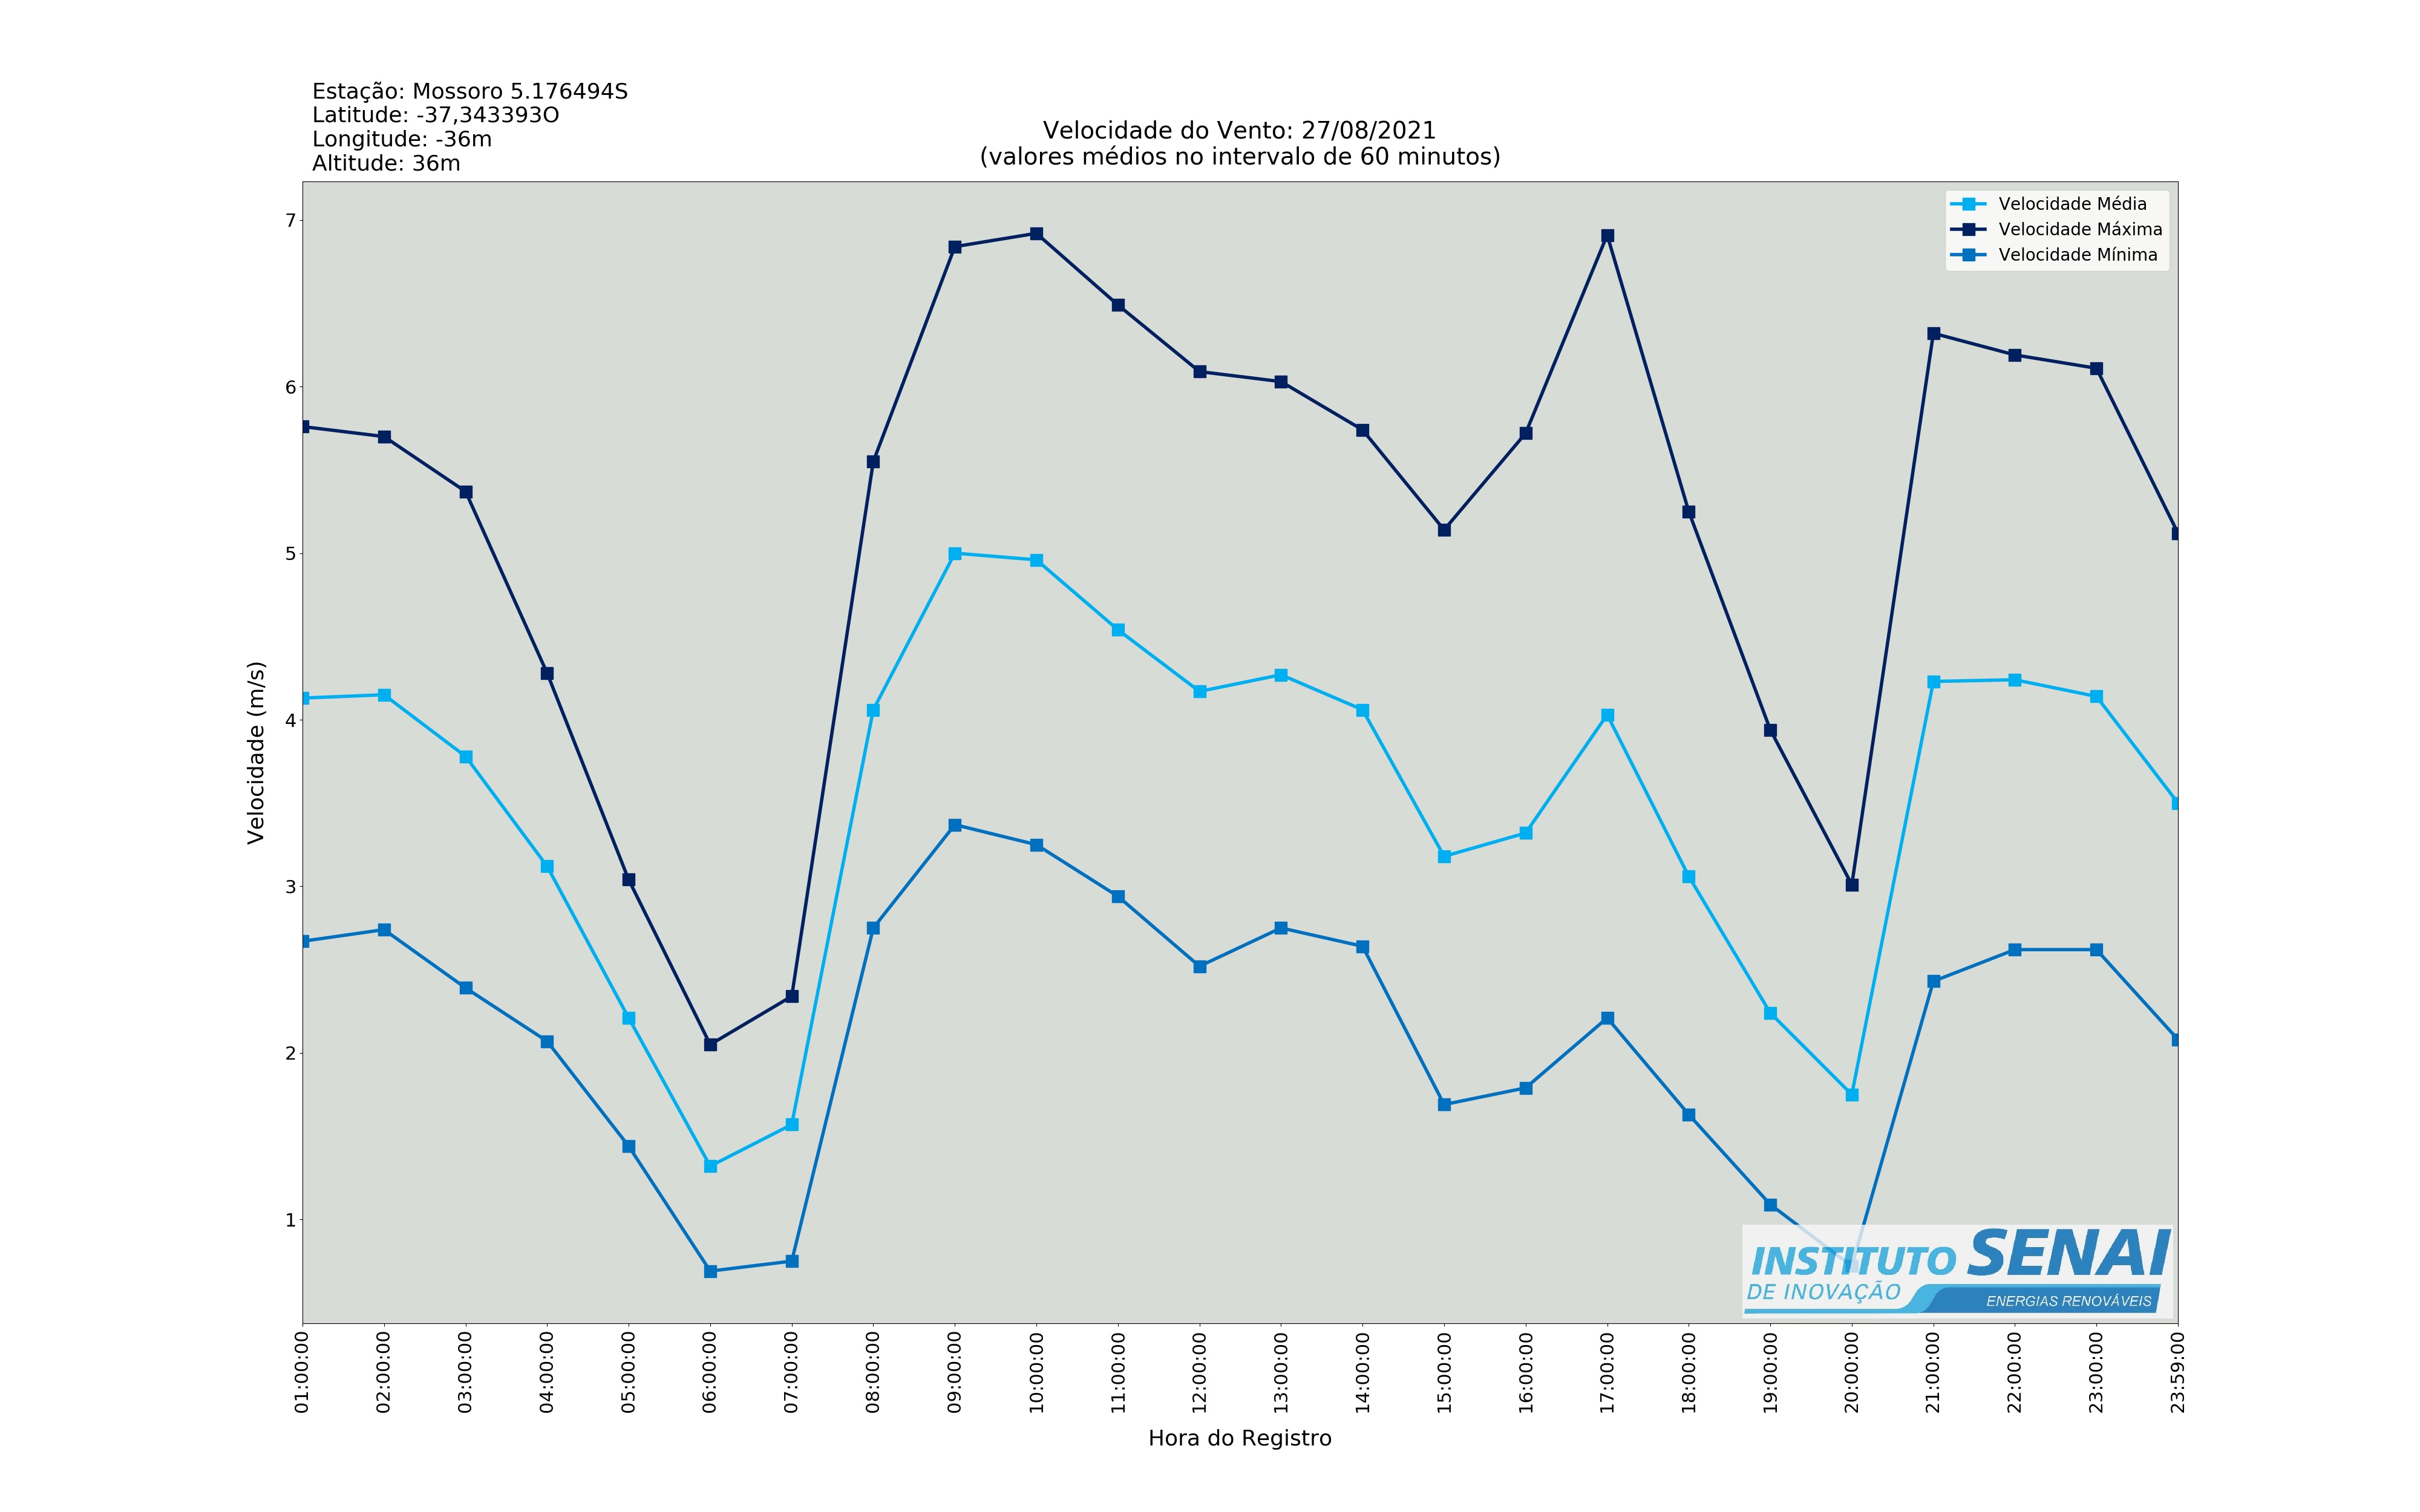 Estação: Mossoro 5.176494S
Latitude: -37,343393O
Longitude: -36m
Altitude: 36m
Velocidade do Vento: 27/08/2021
(valores médios no intervalo de 60 minutos)
Velocidade Média
Velocidade Máxima
Velocidade Mínima
7
6
5
4
3
2
1
Velocidade (m/s)
INSTITUTO SENAI
DE INOVAÇÃO
ENERGIAS RENOVÁVEIS
01:00:00
02:00:00
03:00:00
04:00:00
05:00:00
06:00:00
07:00:00
08:00:00
09:00:00
10:00:00
11:00:00
12:00:00
13:00:00
14:00:00
15:00:00
16:00:00
17:00:00
18:00:00
19:00:00
20:00:00
21:00:00
22:00:00
23:00:00
23:59:00
Hora do Registro